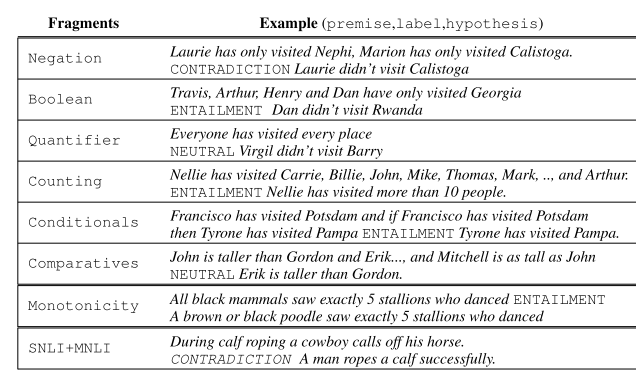 Fragments Example (premise,label,hypothesis)
Negation Laurie has only visited Nephi, Marion has only visited Calistoga.
CONTRADICTION Laurie didn't visit Calistoga
Boolean Travis, Arthur, Henry and Dan have only visited Georgia
ENTAILMENT Dan didn't visit Rwanda
Quantifier Everyone has visited every place
NEUTRAL Virgil didn't visit Barry
Counting Nellie has visited Carrie, Billie, John, Mike, Thomas, Mark, .., and Arthur.
ENTAILMENT Nellie has visited more than 10 people.
Conditionals Francisco has visited Potsdam and if Francisco has visited Potsdam
then Tyrone has visited Pampa ENTAILMENT Tyrone has visited Pampa.
Comparatives John is taller than Gordon and Erik..., and Mitchell is as tall as John
NEUTRAL Erik is taller than Gordon.
Monotonicity All black mammals saw exactly 5 stallions who danced ENTAILMENT
A brown or black poodle saw exactly 5 stallions who danced
SNLI+MNLI During calf roping a cowboy calls off his horse.
CONTRADICTION A man ropes a calf successfully.